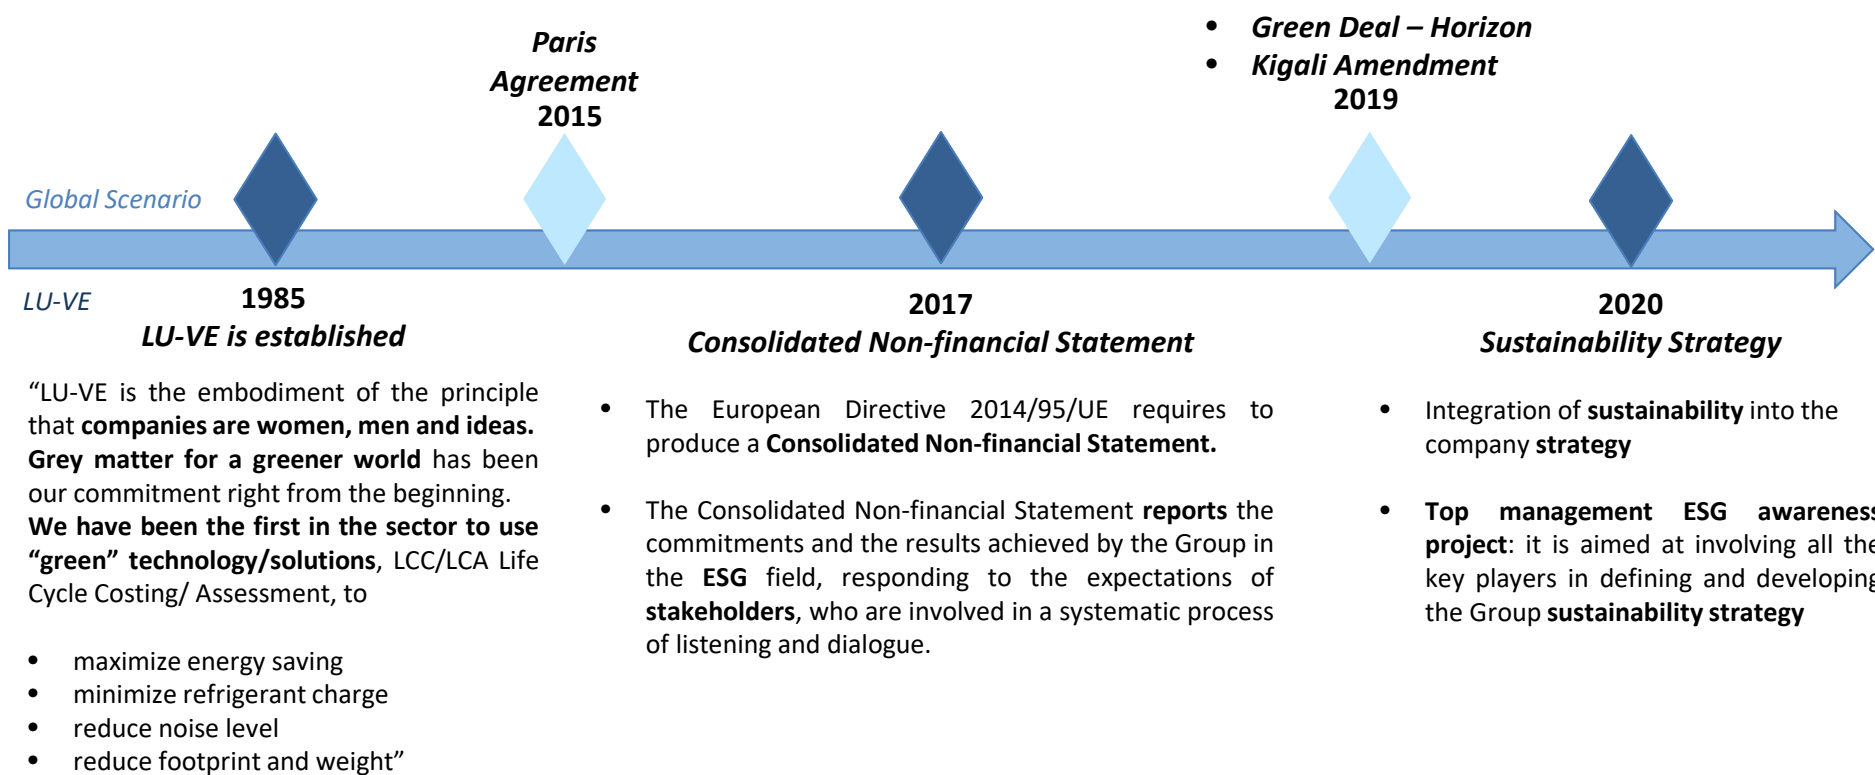 Paris
Agreement
2015
• Green Deal – Horizon
• Kigali Amendment
2019
Global Scenario
LU-VE
1985
LU-VE is established
“LU-VE is the embodiment of the principle
that companies are women, men and ideas.
Grey matter for a greener world has been
our commitment right from the beginning.
We have been the first in the sector to use
“green” technology/solutions, LCC/LCA Life
Cycle Costing/ Assessment, to
• maximize energy saving
• minimize refrigerant charge
• reduce noise level
• reduce footprint and weight”
2017
Consolidated Non-financial Statement
• The European Directive 2014/95/UE requires to
produce a Consolidated Non-financial Statement.
• The Consolidated Non-financial Statement reports the
commitments and the results achieved by the Group in
the ESG field, responding to the expectations of
stakeholders, who are involved in a systematic process
of listening and dialogue.
2020
Sustainability Strategy
• Integration of sustainability into the
company strategy
• Top management ESG awareness
project: it is aimed at involving all the
key players in defining and developing
the Group sustainability strategy